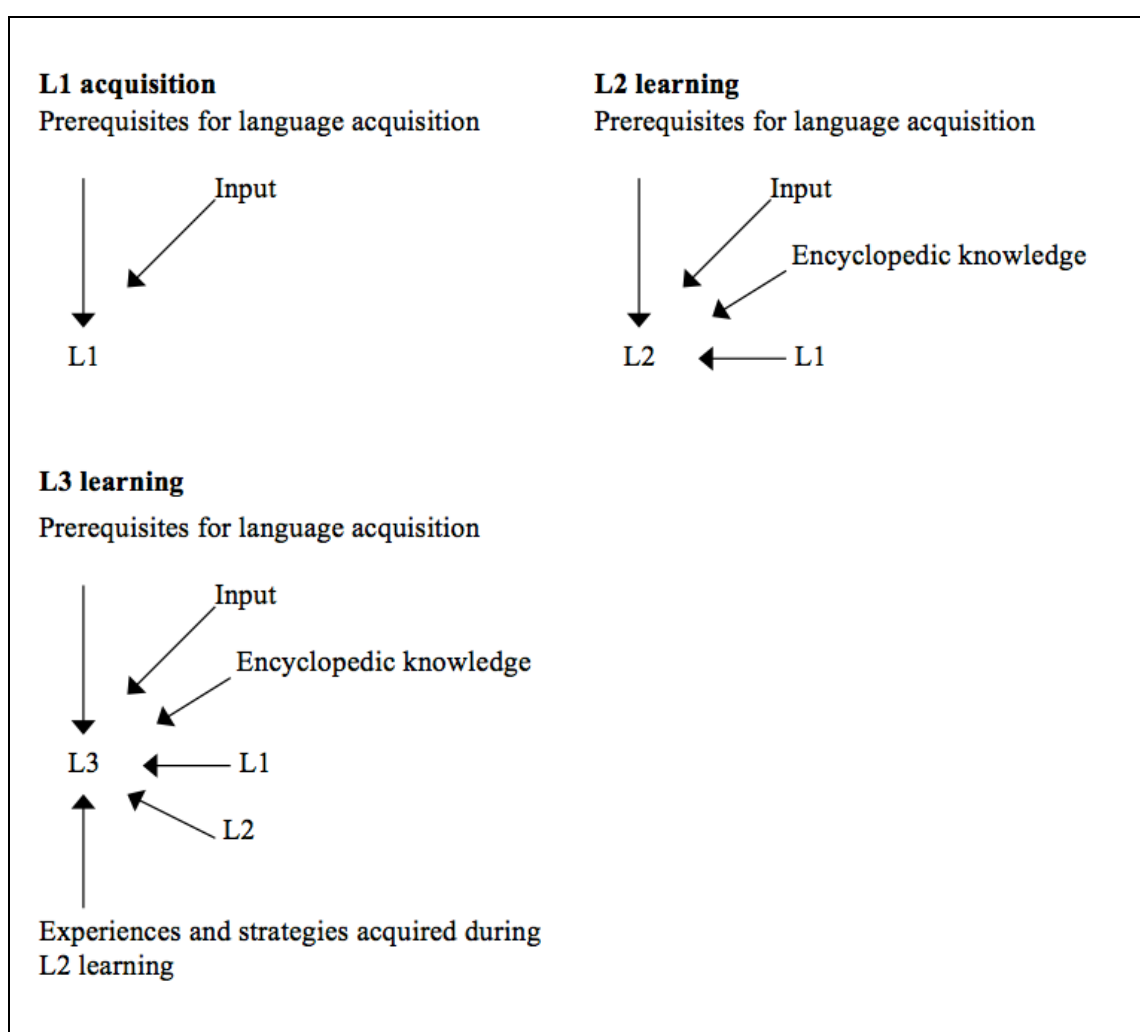 L1 acquisition
Prerequisites for language acquisition
Input
L1
L2 learning
Prerequisites for language acquisition
Input
Encyclopedic knowledge
L2
L1
L3 learning
Prerequisites for language acquisition
Input
Encyclopedic knowledge
L3
L1
L2
Experiences and strategies acquired during
L2 learning